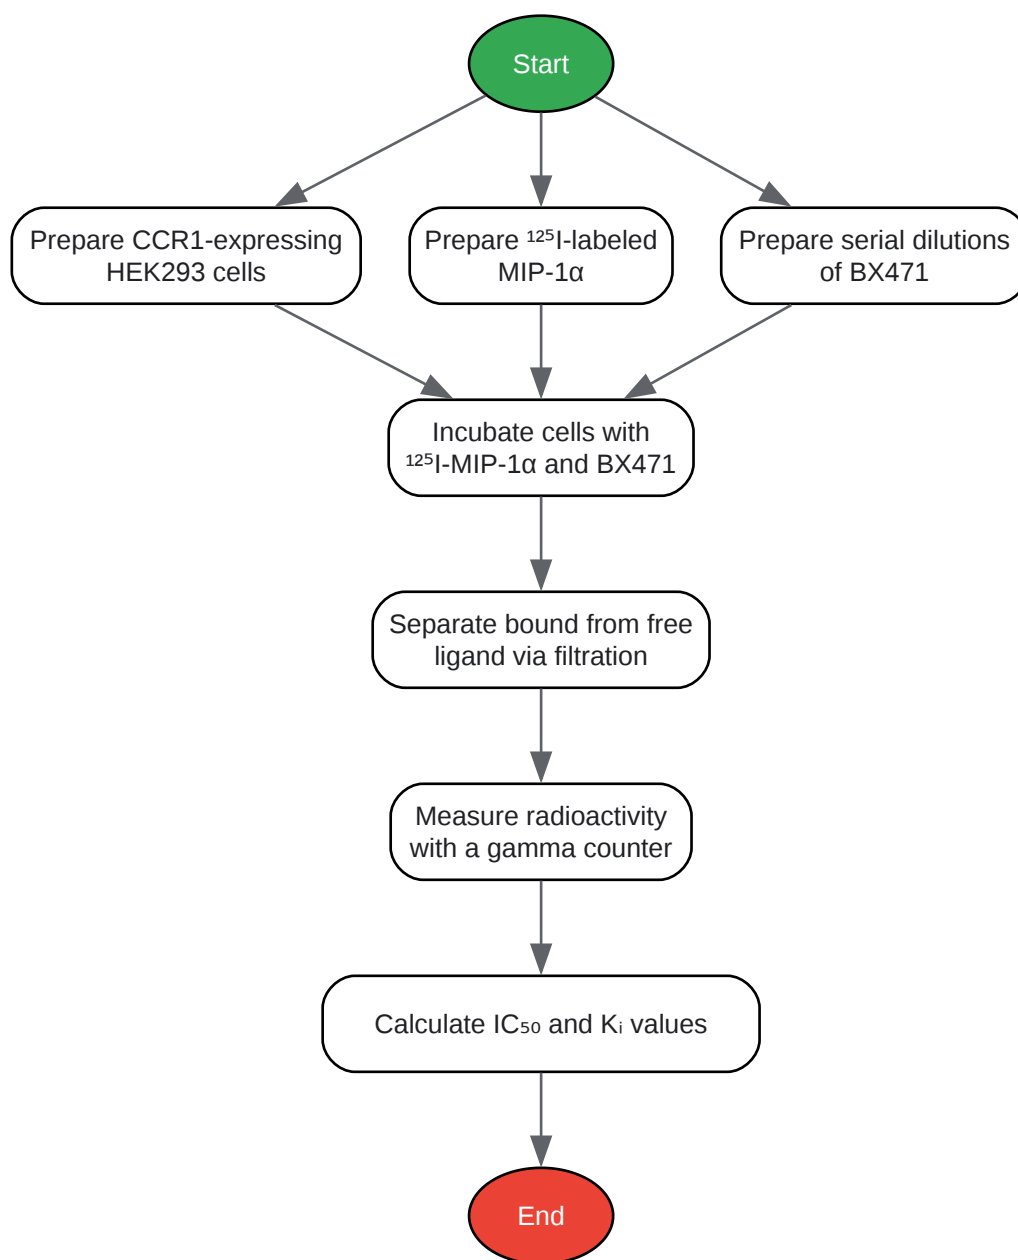 Start
Prepare CCR1-expressing
HEK293 cells
Prepare ¹²⁵I-labeled
MIP-1α
Prepare serial dilutions
of BX471
Incubate cells with
¹²⁵I-MIP-1α and BX471
Separate bound from free
ligand via filtration
Measure radioactivity
with a gamma counter
Calculate IC₅₀ and Kᵢ values
End